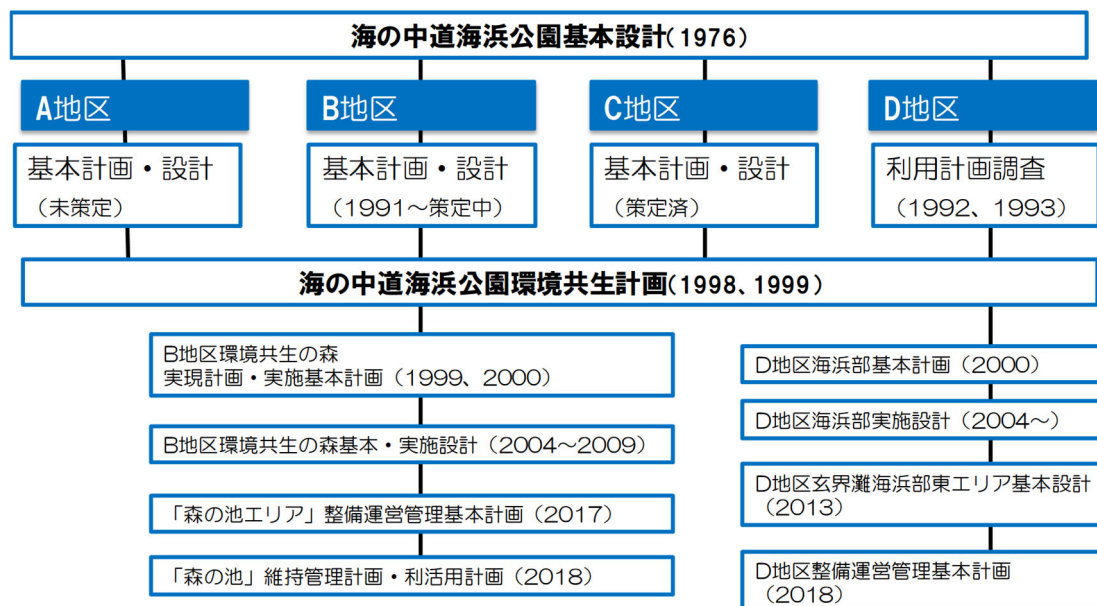 海の中道海浜公園基本設計(1976)
A地区
B地区
C地区
D地区
基本計画・設計
（未策定）
基本計画・設計
（1991～策定中）
基本計画・設計
（策定済）
利用計画調査
（1992、1993）
海の中道海浜公園環境共生計画(1998、1999)
B地区環境共生の森
実現計画・実施基本計画（1999、2000）
B地区環境共生の森基本・実施設計（2004～2009）
「森の池エリア」整備運営管理基本計画（2017）
「森の池」維持管理計画・利活用計画（2018）
D地区海浜部基本計画（2000）
D地区海浜部実施設計（2004～）
D地区玄界灘海浜部東エリア基本設計
（2013）
D地区整備運営管理基本計画
（2018）